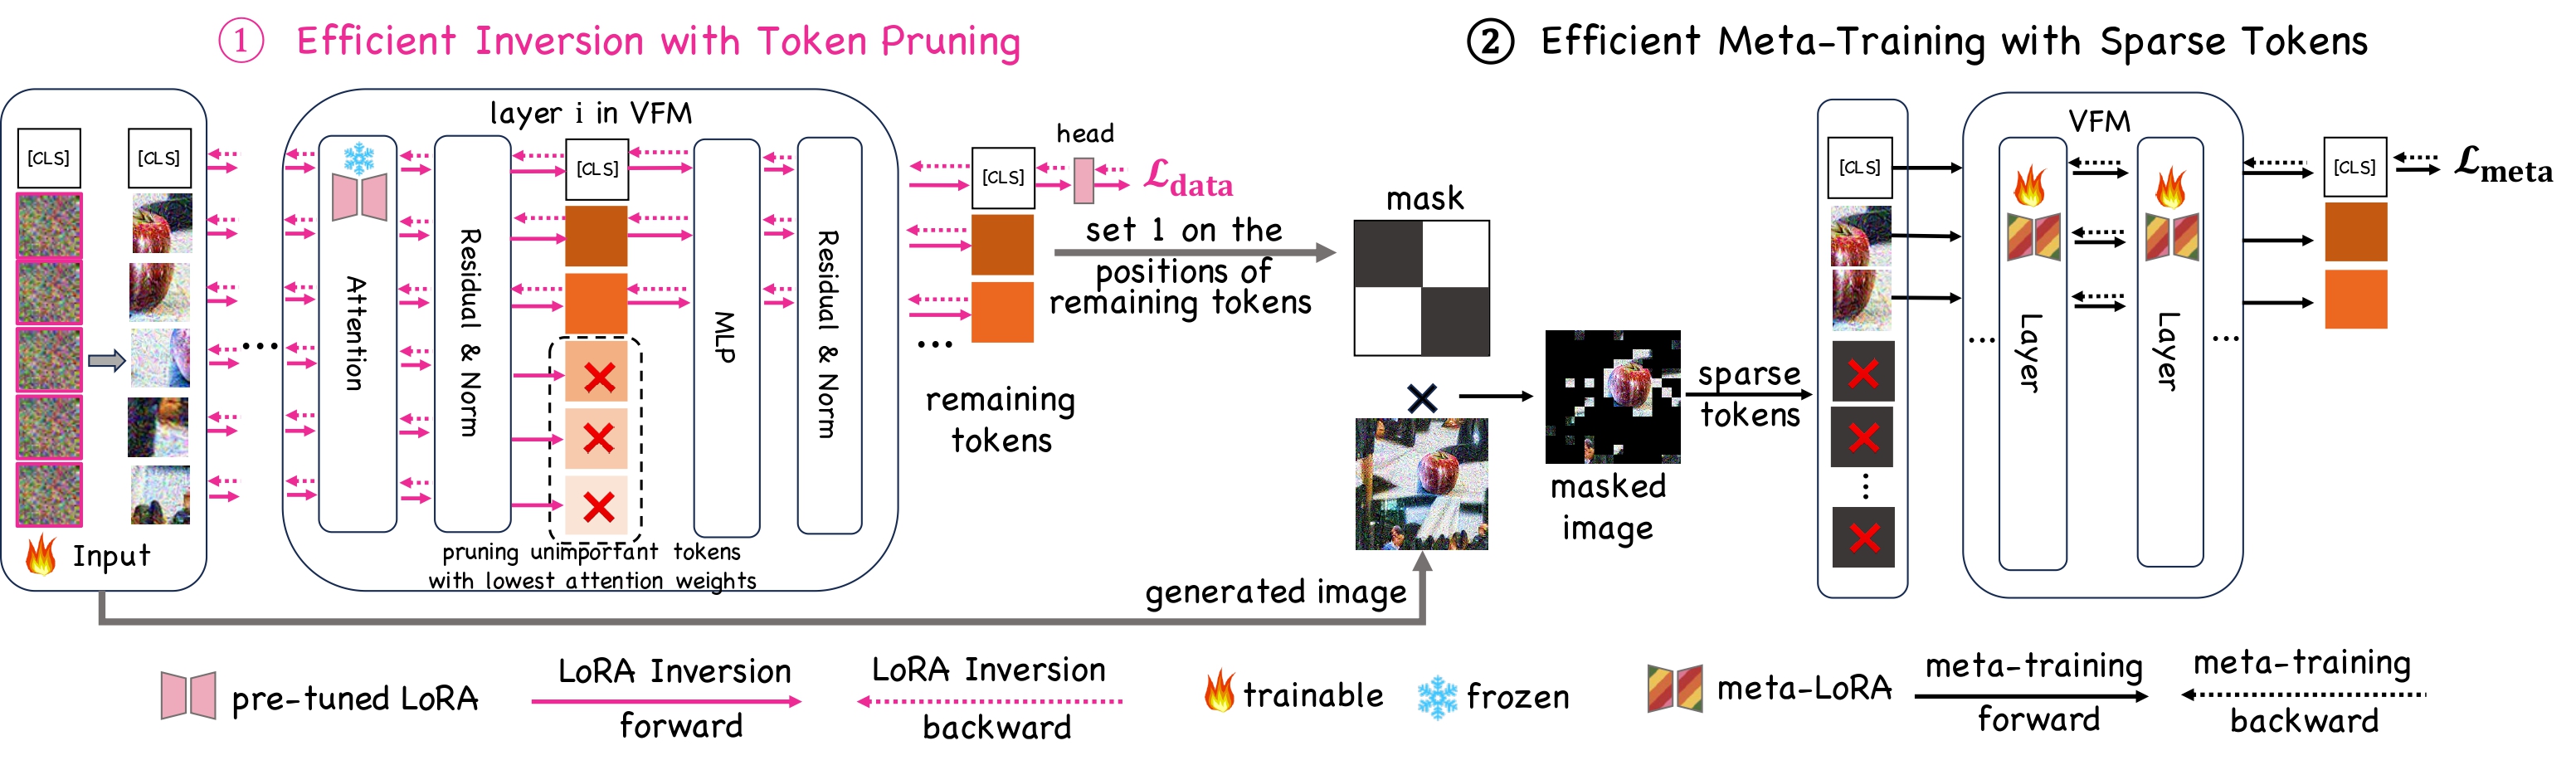 ① Efficient Inversion with Token Pruning
② Efficient Meta-Training with Sparse Tokens
[CLS]
[CLS]
Input
...
layer i in VFM
Attention
Residual & Norm
[CLS]
MLP
Residual & Norm
pruning unimportant tokens
with lowest attention weights
[CLS]
head
ℒdata
...
remaining
tokens
set 1 on the
positions of
remaining tokens
mask
generated image
masked
image
sparse
tokens
[CLS]
VFM
...
Layer
Layer
...
[CLS]
ℒmeta
pre-tuned LoRA
LoRA Inversion
forward
LoRA Inversion
backward
trainable
frozen
meta-LoRA
meta-training
forward
meta-training
backward